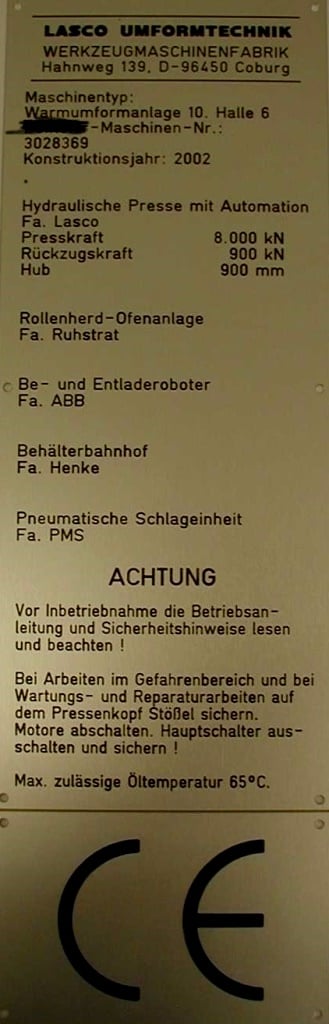 LASCO UMFORMTECHNIK
WERKZEUGMASCHINENFABRIK
Hahnweg 139, D-96450 Coburg
Maschinentyp:
Warmumformanlage 10. Halle 6
-Maschinen-Nr.:
3028369
Konstruktionsjahr: 2002
Hydraulische Presse mit Automation
Fa. Lasco
Presskraft 8.000 kN
Rückzugskraft 900 kN
Hub 900 mm
Rollenherd-Ofenanlage
Fa. Ruhstrat
Be- und Entladeroboter
Fa. ABB
Behälterbahnhof
Fa. Henke
Pneumatische Schlageinheit
Fa. PMS
ACHTUNG
Vor Inbetriebnahme die Betriebsan-
leitung und Sicherheitshinweise lesen
und beachten !
Bei Arbeiten im Gefahrenbereich und bei
Wartungs- und Reparaturarbeiten auf
dem Pressenkopf Stößel sichern.
Motore abschalten. Hauptschalter aus-
schalten und sichern !
Max. zulässige Öltemperatur 65°C.
CE